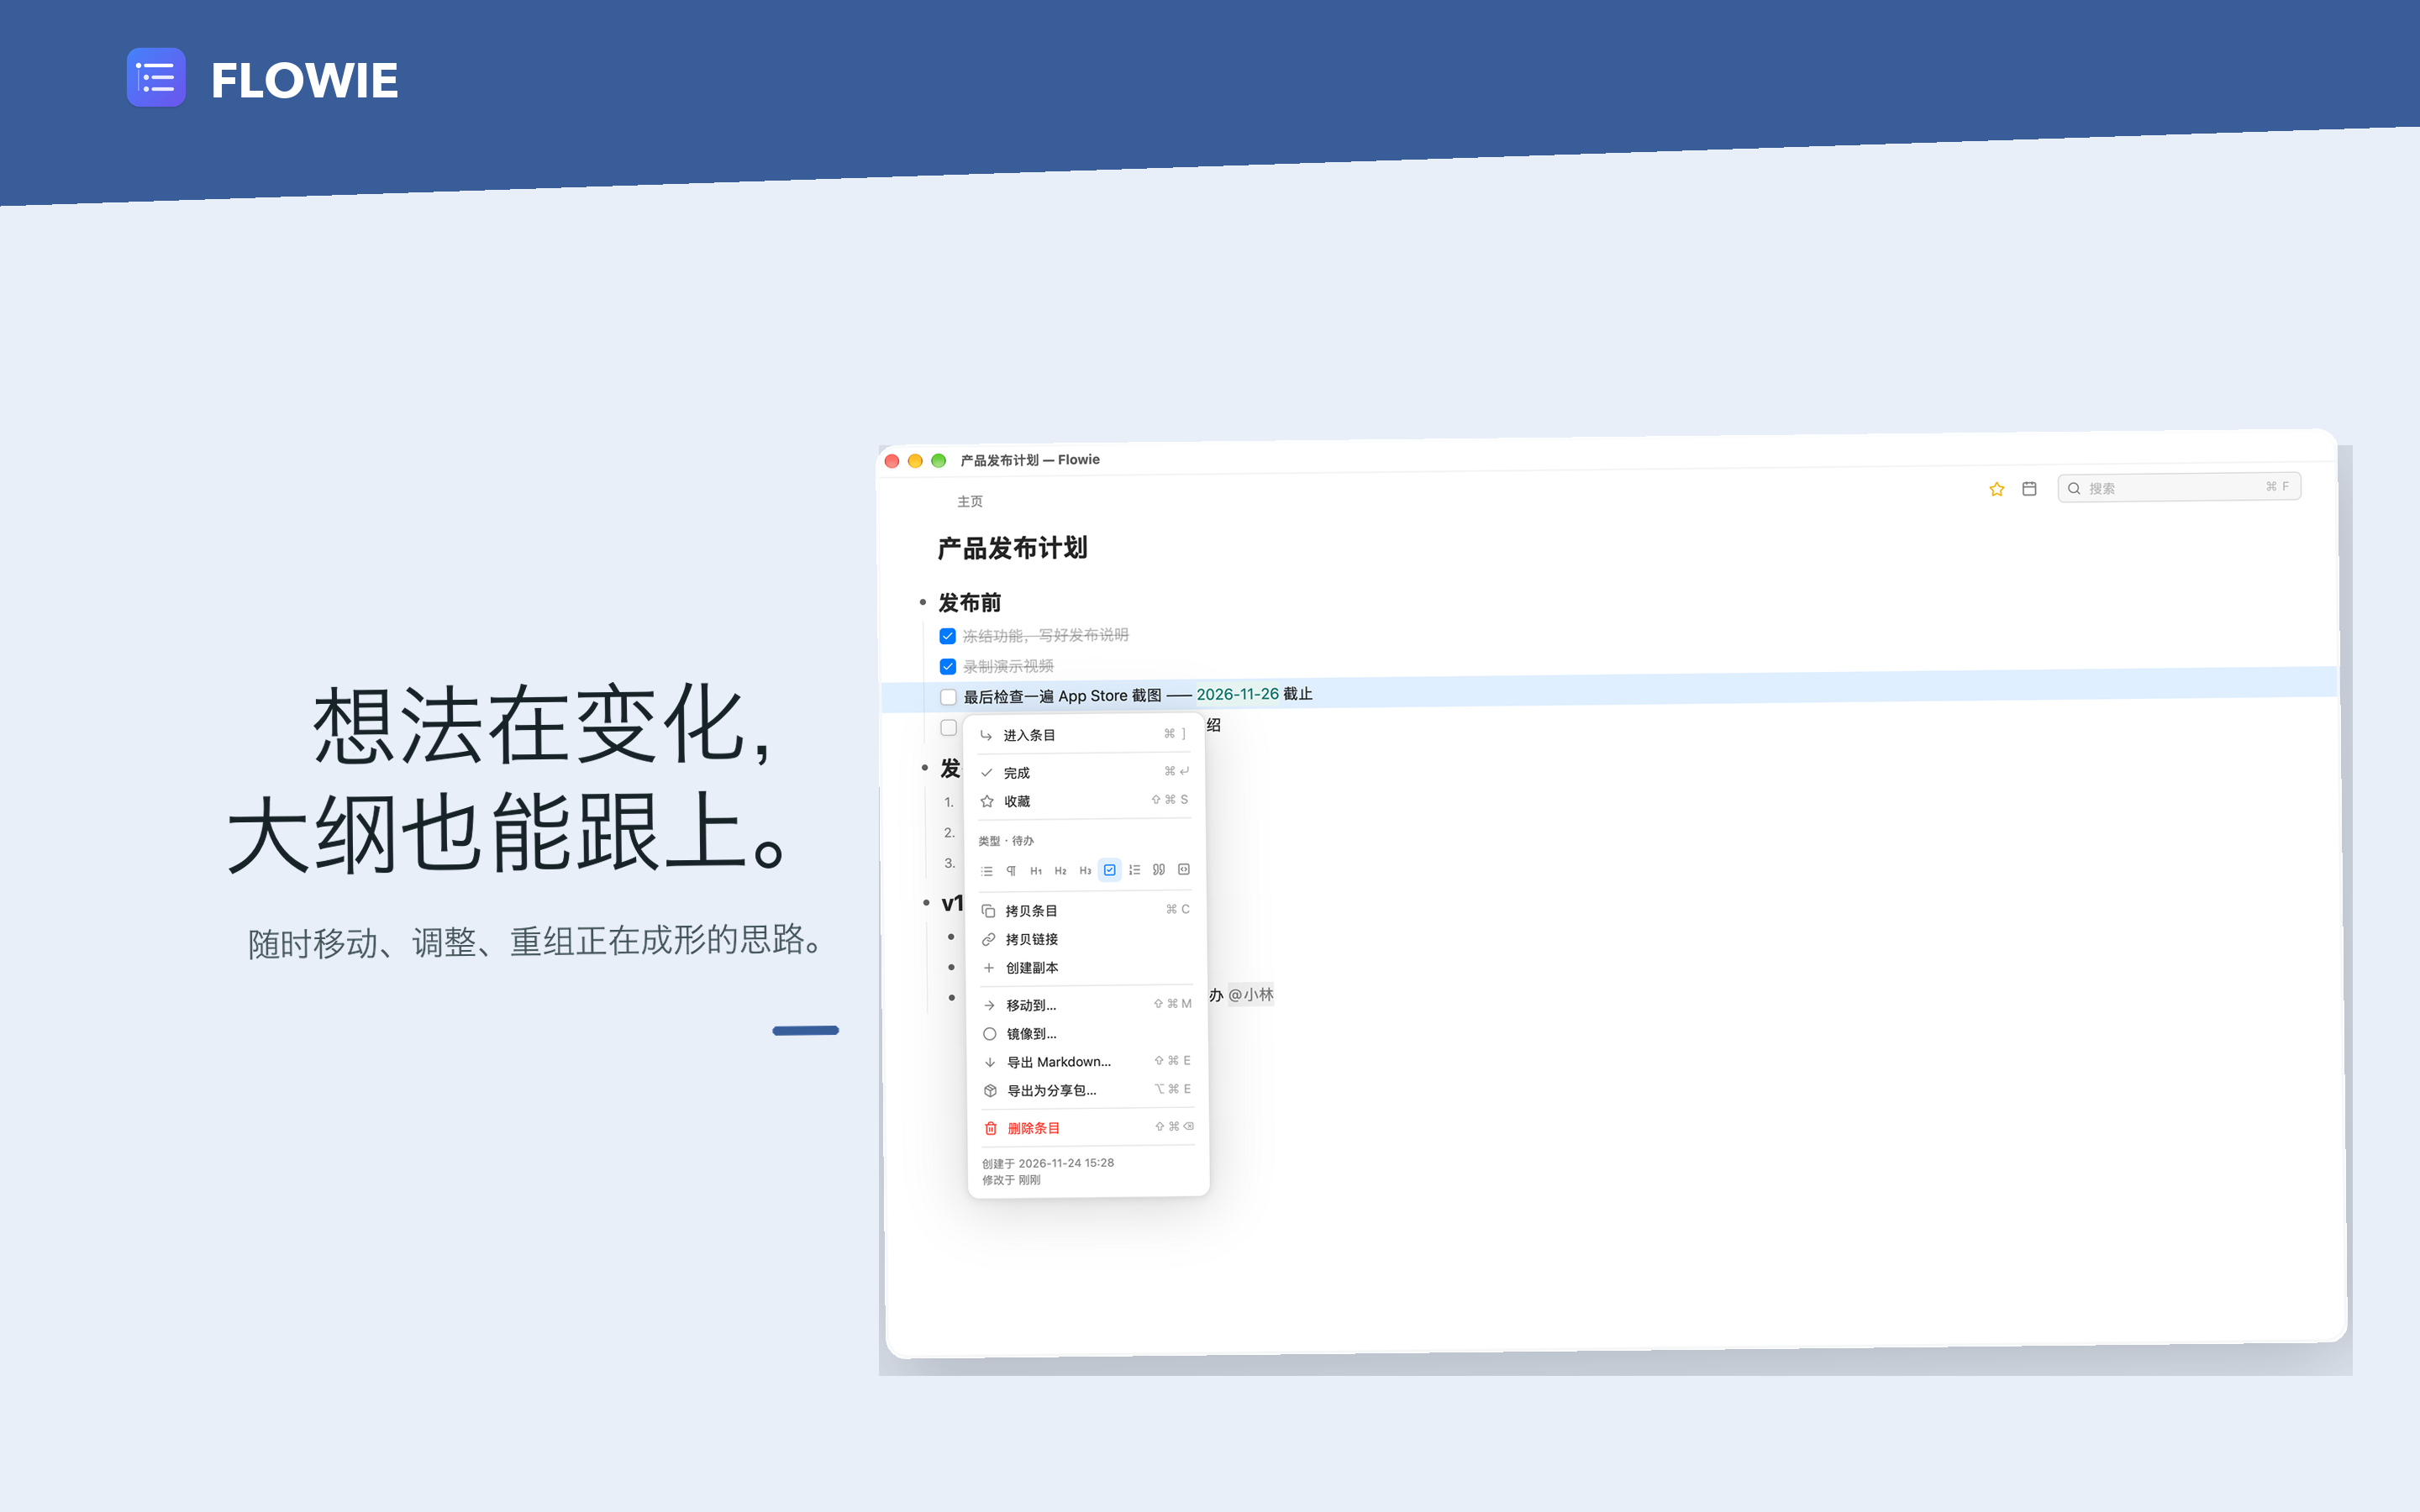 FLOWIE
想法在变化,
大纲也能跟上。
随时移动、调整、重组正在成形的思路。
产品发布计划 — Flowie
主页
搜索 ⌘ F
产品发布计划
发布前
冻结功能，写好发布说明
录制演示视频
最后检查一遍 App Store 截图 —— 2026-11-26 截止
绍
发
1.
2.
3.
v1
办 @小林
进入条目 ⌘ ]
完成 ⌘ ↵
收藏 ⇧ ⌘ S
类型 · 待办
H1 H2 H3
拷贝条目 ⌘ C
拷贝链接
创建副本
移动到... ⇧ ⌘ M
镜像到...
导出 Markdown... ⇧ ⌘ E
导出为分享包... ⌥ ⌘ E
删除条目 ⇧ ⌘ ⌫
创建于 2026-11-24 15:28
修改于 刚刚